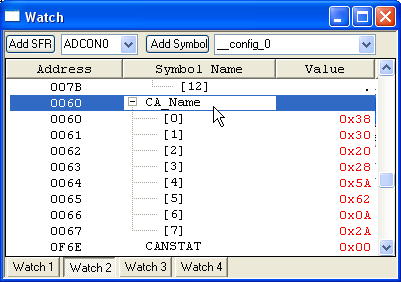 Watch
Add SFR ADCON0 Add Symbol __config_0
Address Symbol Name Value
007B [12] .
0060 CA_Name
0060 [0] 0x38
0061 [1] 0x30
0062 [2] 0x20
0063 [3] 0x28
0064 [4] 0x5A
0065 [5] 0x62
0066 [6] 0x0A
0067 [7] 0x2A
0F6E CANSTAT 0x00
Watch 1 Watch 2 Watch 3 Watch 4